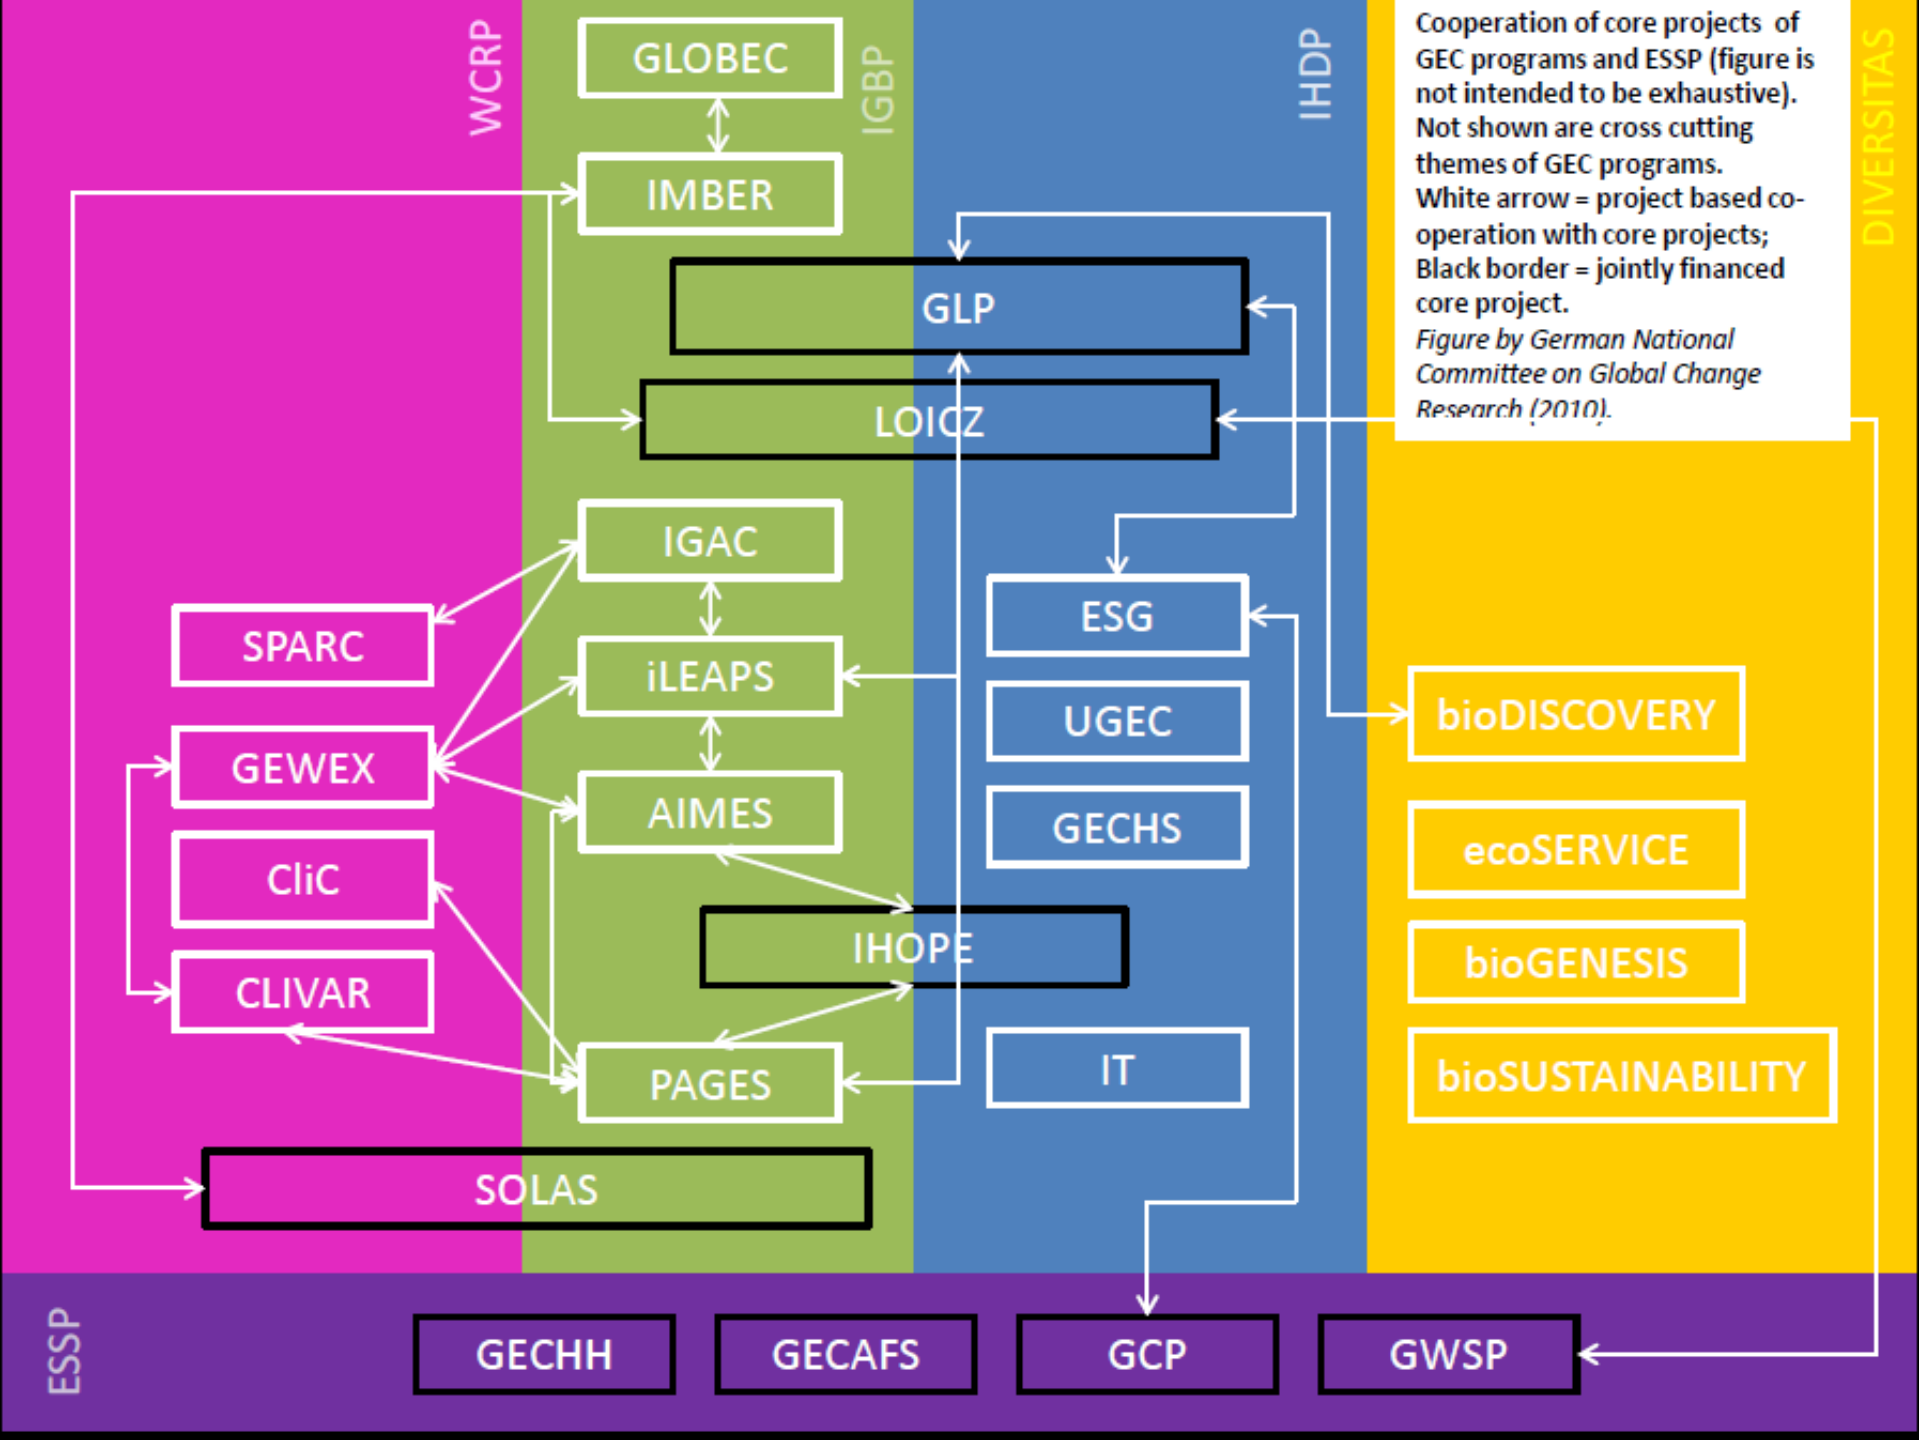 WCRP
IGBP
IHDP
DIVERSITAS
Cooperation of core projects of
GEC programs and ESSP (figure is
not intended to be exhaustive).
Not shown are cross cutting
themes of GEC programs.
White arrow = project based co-
operation with core projects;
Black border = jointly financed
core project.
Figure by German National
Committee on Global Change
Research (2010).
GLOBEC
IMBER
GLP
LOICZ
IGAC
SPARC
iLEAPS
ESG
GEWEX
AIMES
UGEC
bioDISCOVERY
CliC
GECHS
ecoSERVICE
CLIVAR
IHOPE
bioGENESIS
PAGES
IT
bioSUSTAINABILITY
SOLAS
ESSP
GECHH
GECAFS
GCP
GWSP